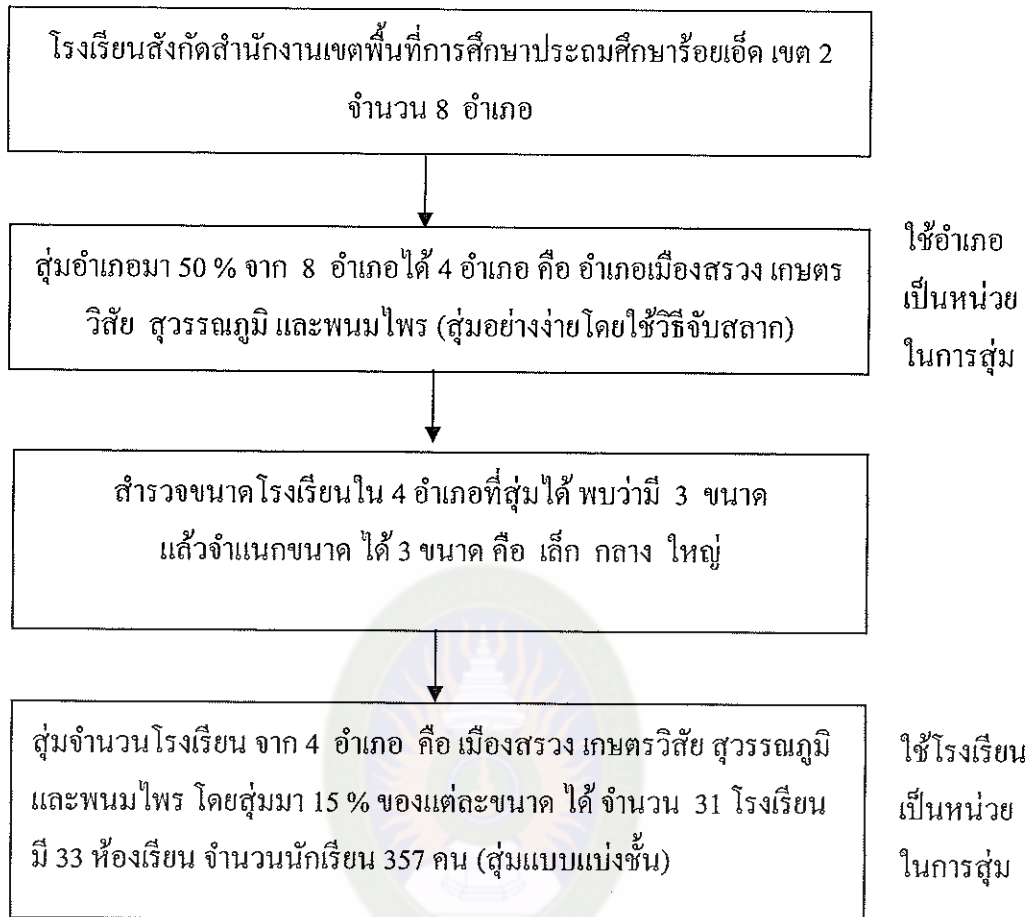 โรงเรียนสังกัดสำนักงานเขตพื้นที่การศึกษาประถมศึกษาร้อยเอ็ด เขต 2
จำนวน 8 อำเภอ
สุ่มอำเภอมา 50 % จาก 8 อำเภอได้ 4 อำเภอ คือ อำเภอเมืองสรวง เกษตร
วิสัย สุวรรณภูมิ และพนมไพร (สุ่มอย่างง่ายโดยใช้วิธีจับสลาก)
ใช้อำเภอ
เป็นหน่วย
ในการสุ่ม
สำรวจขนาดโรงเรียนใน 4 อำเภอที่สุ่มได้ พบว่ามี 3 ขนาด
แล้วจำแนกขนาด ได้ 3 ขนาด คือ เล็ก กลาง ใหญ่
สุ่มจำนวนโรงเรียน จาก 4 อำเภอ คือ เมืองสรวง เกษตรวิสัย สุวรรณภูมิ
และพนมไพร โดยสุ่มมา 15 % ของแต่ละขนาด ได้ จำนวน 31 โรงเรียน
มี 33 ห้องเรียน จำนวนนักเรียน 357 คน (สุ่มแบบแบ่งชั้น)
ใช้โรงเรียน
เป็นหน่วย
ในการสุ่ม